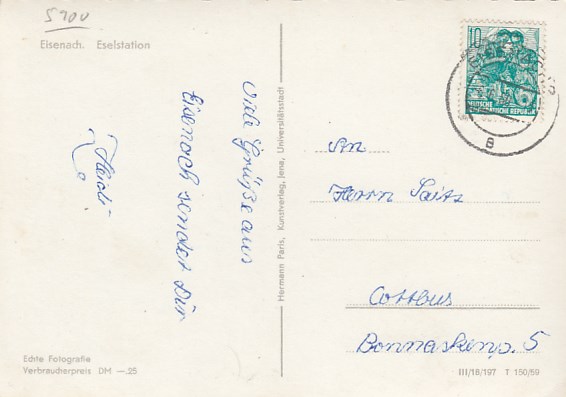 5700
Eisenach. Eselstation
Viele Grüße aus
Eisenach sendet Dir
Heidi
Echte Fotografie
Verbraucherpreis DM —.25
Hermann Paris, Kunstverlag, Jena, Universitätsstadt
10
DEUTSCHE
DEMOKRATISCHE REPUBLIK
a
An
Herrn Seitz
Cottbus
Bonnaskenp. 5
III/18/197 T 150/59